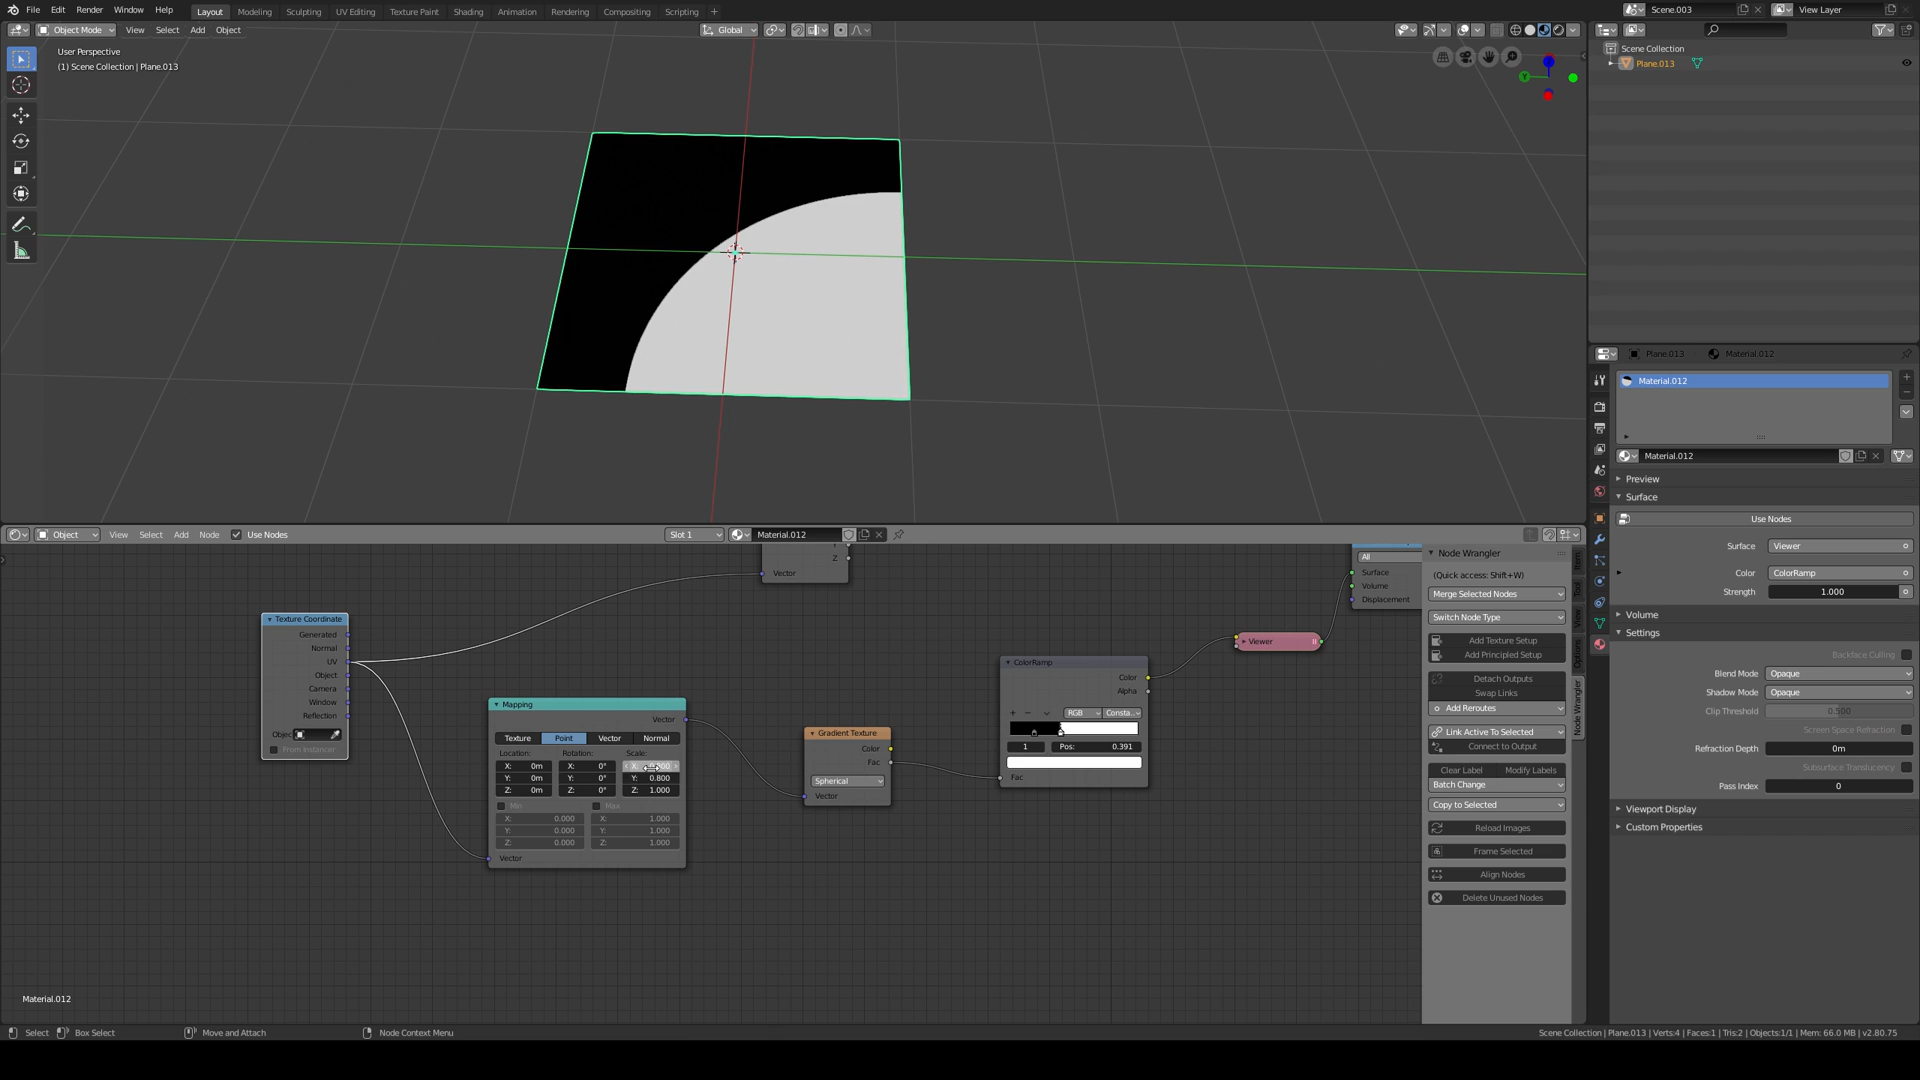 File Edit Render Window Help Layout Modeling Sculpting UV Editing Texture Paint Shading Animation Rendering Compositing Scripting + Scene.003 View Layer
Object Mode View Select Add Object Global
User Perspective
(1) Scene Collection | Plane.013
Y
Scene Collection
Plane.013
Plane.013 Material.012
Material.012
Material.012
Preview
Surface
Use Nodes
Surface Viewer
Color ColorRamp
Strength 1.000
Volume
Settings
Backface Culling
Blend Mode Opaque
Shadow Mode Opaque
Clip Threshold 0.500
Screen Space Refraction
Refraction Depth 0m
Subsurface Translucency
Pass Index 0
Viewport Display
Custom Properties
Object View Select Add Node Use Nodes Slot 1 Material.012
Z
Vector
Texture Coordinate
Generated
Normal
UV
Object
Camera
Window
Reflection
Objec
From Instancer
Mapping
Vector
Texture Point Vector Normal
Location: Rotation: Scale:
X: 0m X: 0° X:
Y: 0m Y: 0° Y: 0.800
Z: 0m Z: 0° Z: 1.000
Min Max
X: 0.000 X: 1.000
Y: 0.000 Y: 1.000
Z: 0.000 Z: 1.000
Vector
Gradient Texture
Color
Fac
Spherical
Vector
ColorRamp
Color
Alpha
+ − RGB Consta..
1 Pos: 0.391
Fac
Viewer
All
Surface
Volume
Displacement
Node Wrangler
(Quick access: Shift+W)
Merge Selected Nodes
Switch Node Type
Add Texture Setup
Add Principled Setup
Detach Outputs
Swap Links
Add Reroutes
Link Active To Selected
Connect to Output
Clear Label Modify Labels
Batch Change
Copy to Selected
Reload Images
Frame Selected
Align Nodes
Delete Unused Nodes
Item
Tool
View
Options
Node Wrangler
Material.012
Select Box Select Move and Attach Node Context Menu Scene Collection | Plane.013 | Verts:4 | Faces:1 | Tris:2 | Objects:1/1 | Mem: 66.0 MB | v2.80.75